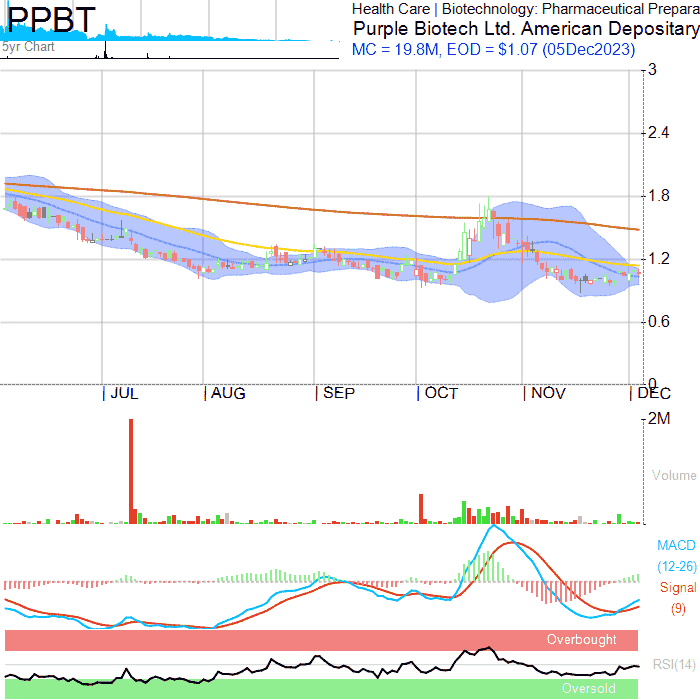 PPBT
5yr Chart
Health Care | Biotechnology: Pharmaceutical Prepara
Purple Biotech Ltd. American Depositary
MC = 19.8M, EOD = $1.07 (05Dec2023)
3
2.4
1.8
1.2
0.6
0
JUL AUG SEP OCT NOV DEC
2M
Volume
MACD
(12-26)
Signal
(9)
Overbought
RSI(14)
Oversold